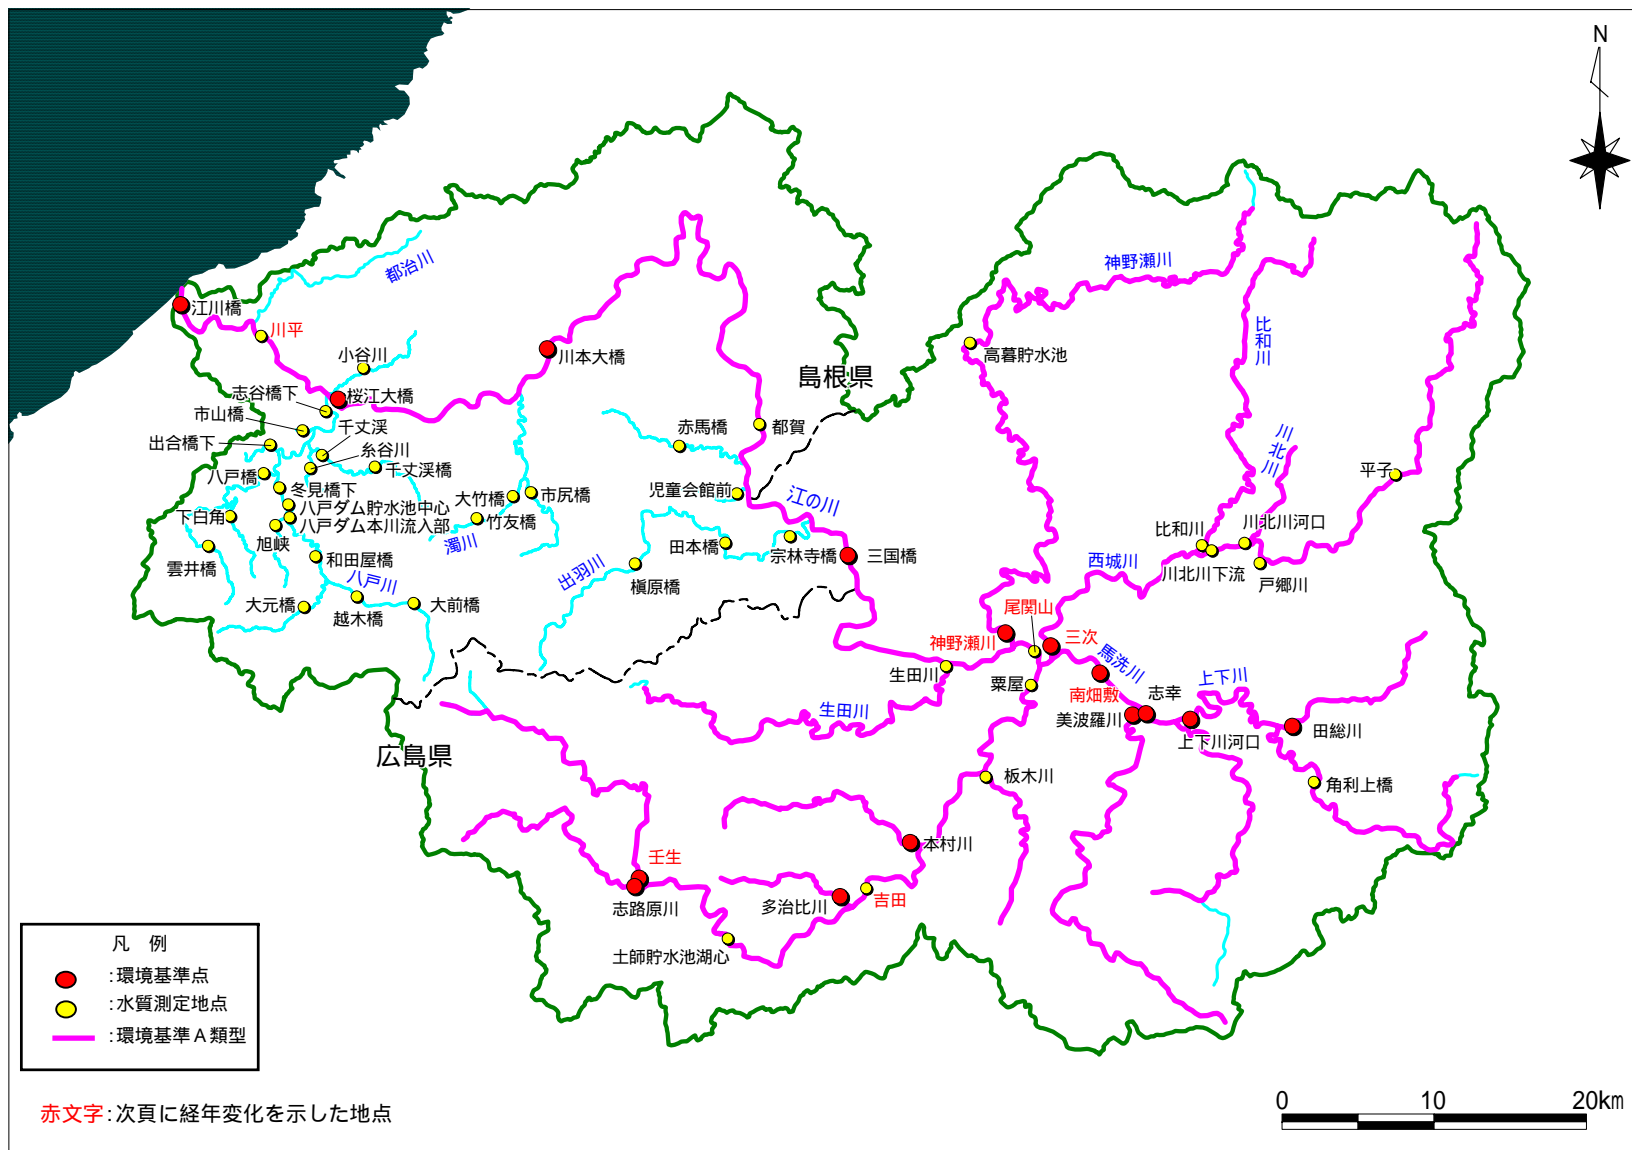 N
都治川
江川橋
川平
小谷川
川本大橋
島根県
神野瀬川
高暮貯水池
比和川
川北川
平子
志谷橋下
桜江大橋
市山橋
千丈渓
出合橋下
糸谷川
八戸橋
千丈渓橋
冬見橋下
八戸ダム貯水池中心
八戸ダム本川流入部
下白角
旭峡
雲井橋
和田屋橋
八戸川
大元橋
越木橋
大前橋
大竹橋
市尻橋
竹友橋
濁川
赤馬橋
都賀
児童会館前
江の川
田本橋
宗林寺橋
三国橋
出羽川
槇原橋
比和川
川北川河口
川北川下流
戸郷川
西城川
尾関山
神野瀬川
三次
馬洗川
生田川
粟屋
南畑敷
志幸
上下川
美波羅川
上下川河口
田総川
生田川
広島県
板木川
角利上橋
本村川
壬生
志路原川
多治比川
吉田
土師貯水池湖心
凡 例
:環境基準点
:水質測定地点
:環境基準A類型
赤文字:次頁に経年変化を示した地点
0 10 20km